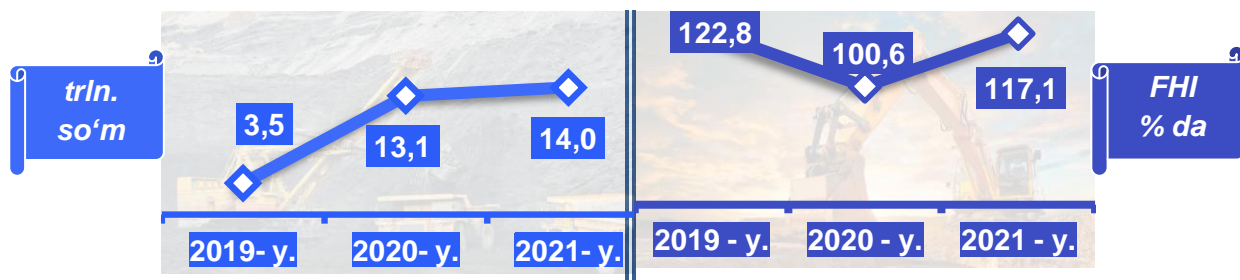 trln.
so‘m
3,5
13,1
14,0
2019- y.
2020- y.
2021- y.
122,8
100,6
117,1
2019 - y.
2020 - y.
2021 - y.
FHI
% da